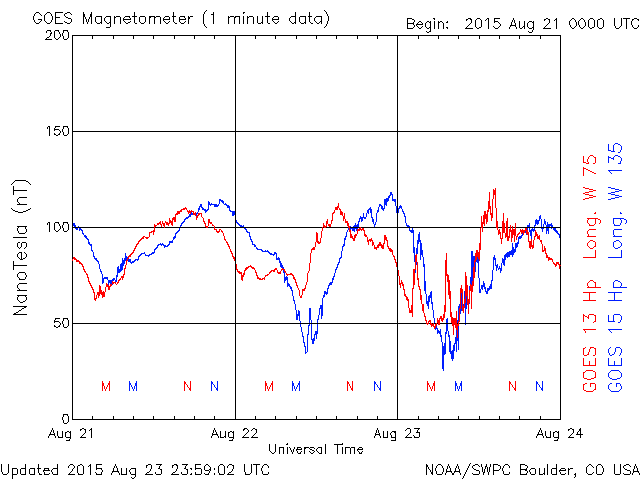 GOES Magnetometer (1 minute data)
Begin: 2015 Aug 21 0000 UTC
200
150
100
50
0
NanoTesla (nT)
M M N N M M N N M M N N
Aug 21 Aug 22 Aug 23 Aug 24
Universal Time
GOES 13 Hp Long. W 75
GOES 15 Hp Long. W 135
Updated 2015 Aug 23 23:59:02 UTC
NOAA/SWPC Boulder, CO USA